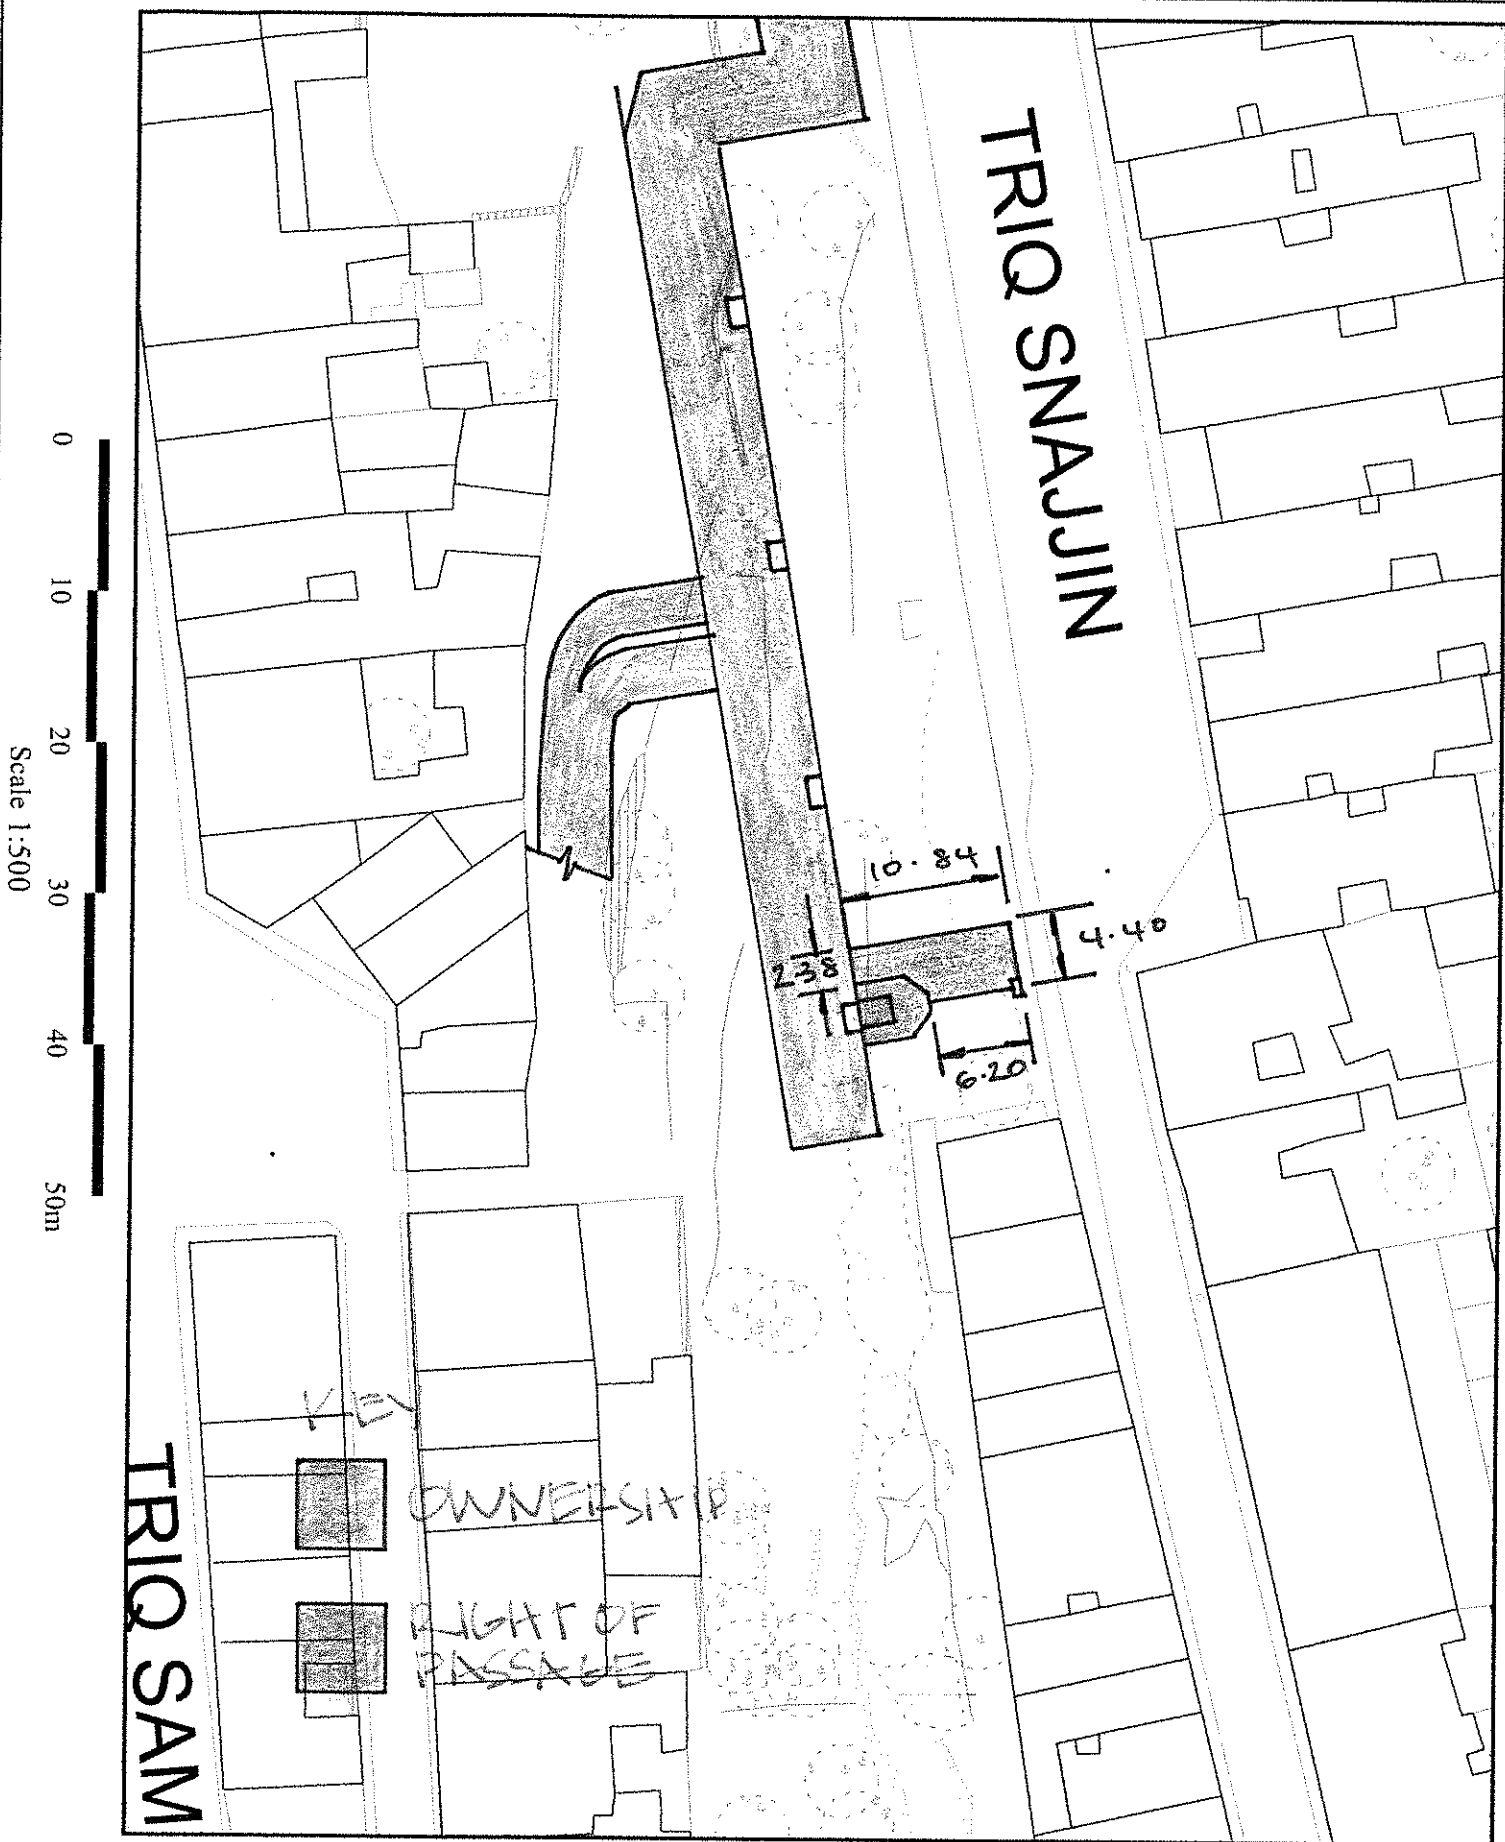 TRIQ SNAJJIN
10.84
4.40
2.38
6.20
0 10 20 30 40 50m
Scale 1:500
KEY
OWNERSHIP
RIGHT OF
PASSAGE
TRIQ SAM